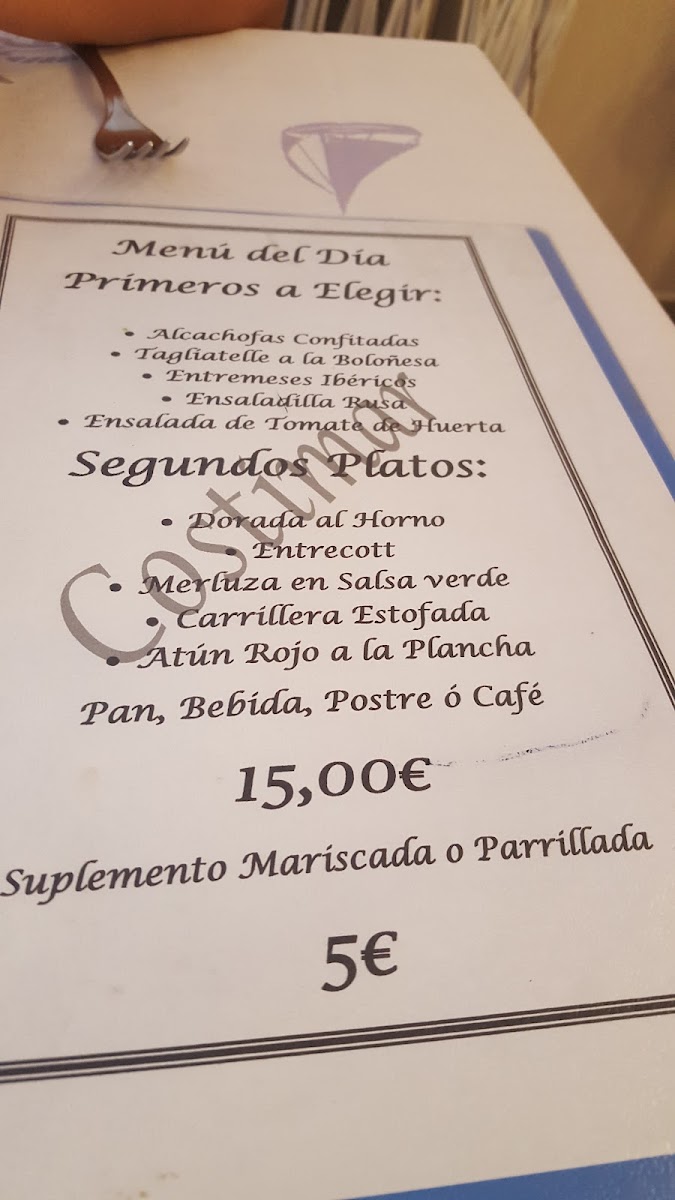 Menú del Día
Primeros a Elegir:
• Alcachofas Confitadas
• Tagliatelle a la Boloñesa
• Entremeses Ibéricos
• Ensaladilla Rusa
• Ensalada de Tomate de Huerta
Segundos Platos:
• Dorada al Horno
• Entrecott
• Merluza en Salsa verde
• Carrillera Estofada
• Atún Rojo a la Plancha
Pan, Bebida, Postre ó Café
15,00€
Suplemento Mariscada o Parrillada
5€
Costimar